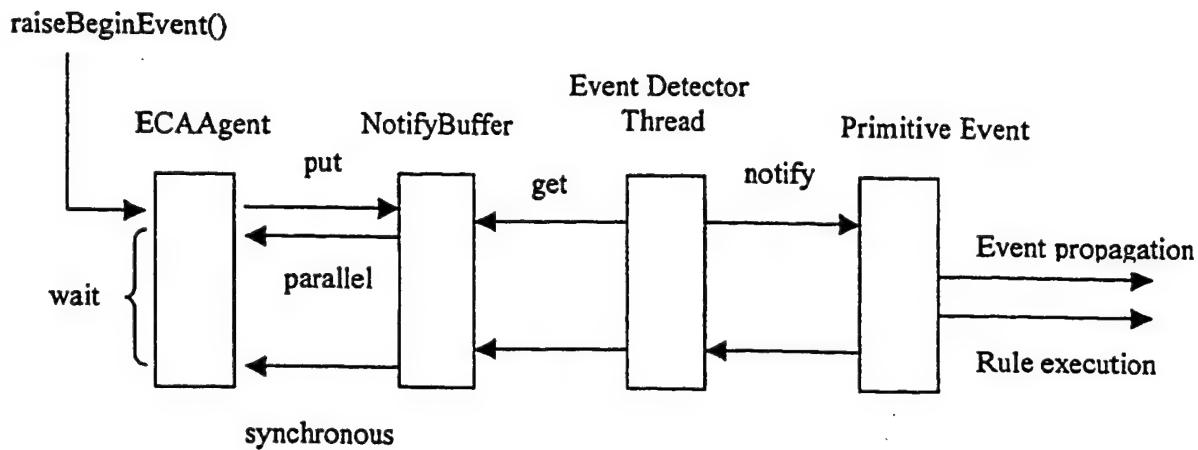 raiseBeginEvent()
Event Detector
Thread
ECAAgent
NotifyBuffer
Primitive Event
put
get
notify
parallel
wait
Event propagation
Rule execution
synchronous